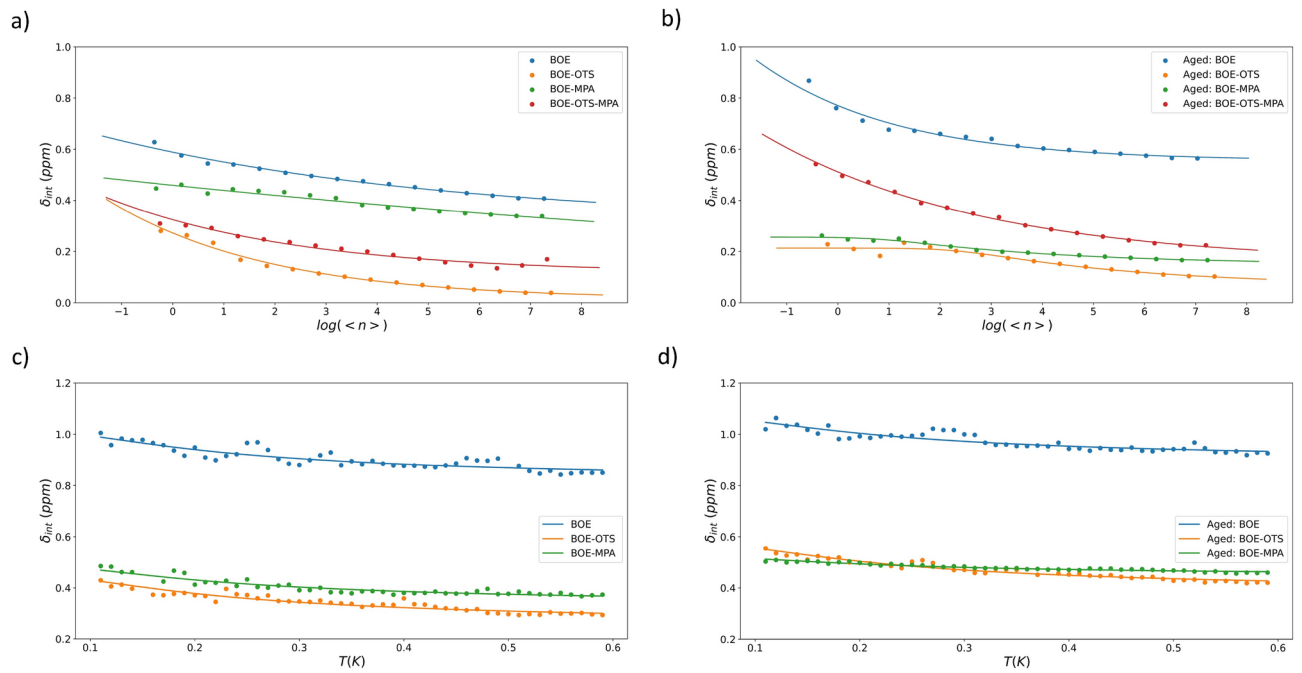 a)
1.0
0.8
0.6
0.4
0.2
0.0
δint (ppm)
BOE
BOE-OTS
BOE-MPA
BOE-OTS-MPA
−1 0 1 2 3 4 5 6 7 8
log(<n>)
b)
1.0
0.8
0.6
0.4
0.2
0.0
δint (ppm)
Aged: BOE
Aged: BOE-OTS
Aged: BOE-MPA
Aged: BOE-OTS-MPA
−1 0 1 2 3 4 5 6 7 8
log(<n>)
c)
1.2
1.0
0.8
0.6
0.4
0.2
δint (ppm)
BOE
BOE-OTS
BOE-MPA
0.1 0.2 0.3 0.4 0.5 0.6
T(K)
d)
1.2
1.0
0.8
0.6
0.4
0.2
δint (ppm)
Aged: BOE
Aged: BOE-OTS
Aged: BOE-MPA
0.1 0.2 0.3 0.4 0.5 0.6
T(K)